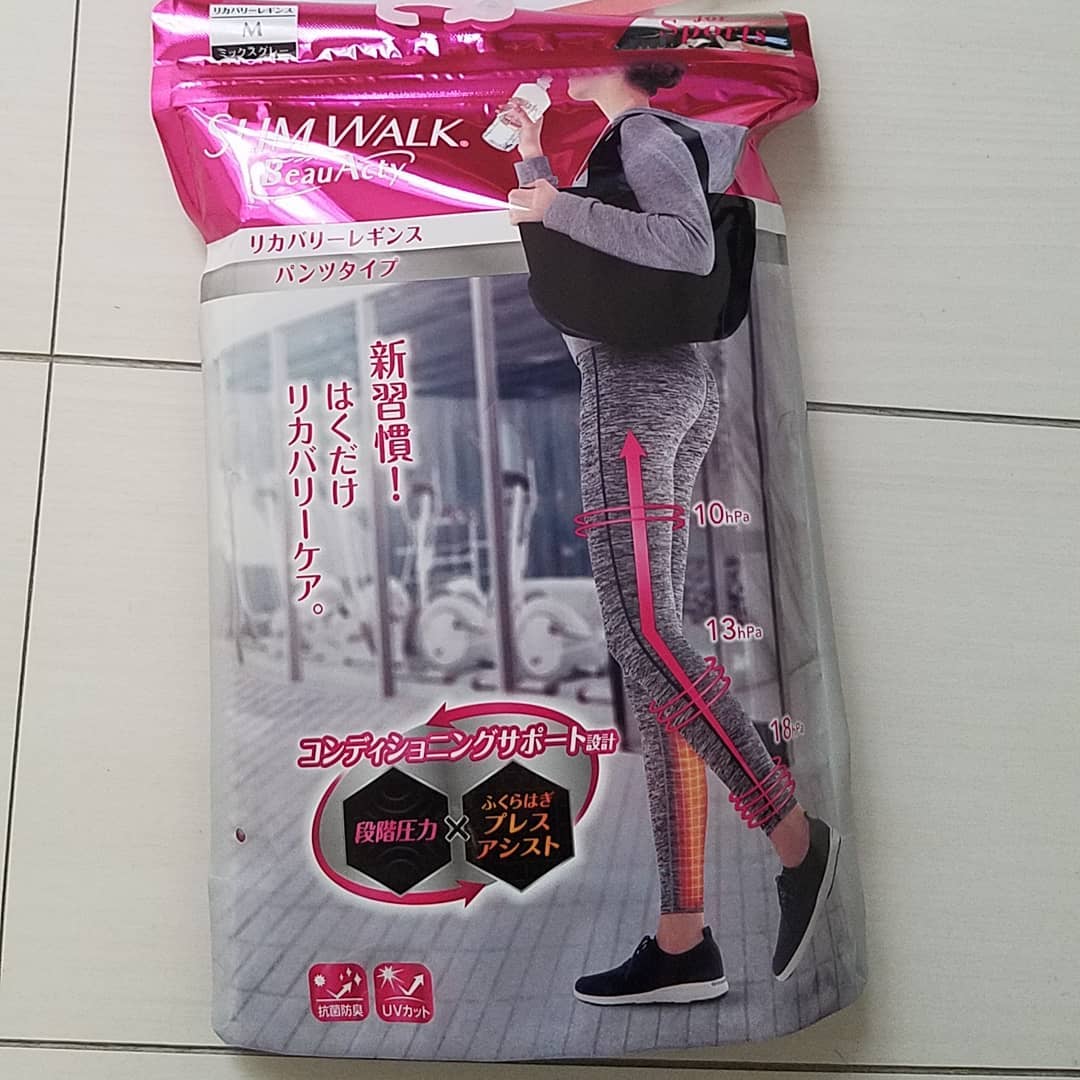 リカバリーレギンス
M
ミックスグレー
for
Sports
SLIM WALK®
BeauActy
リカバリーレギンス
パンツタイプ
新習慣！
はくだけ
リカバリーケア。
10hPa
13hPa
18hPa
コンディショニングサポート設計
段階圧力
×
ふくらはぎ
プレス
アシスト
抗菌防臭
UVカット